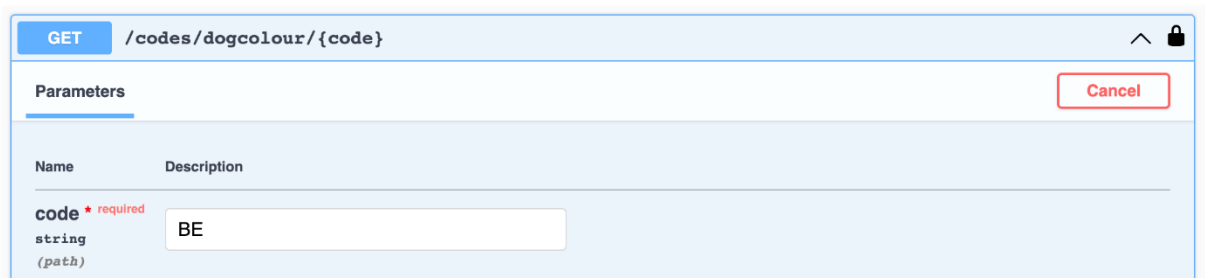 GET /codes/dogcolour/{code}
Parameters Cancel
Name Description
code * required
string
(path)
BE